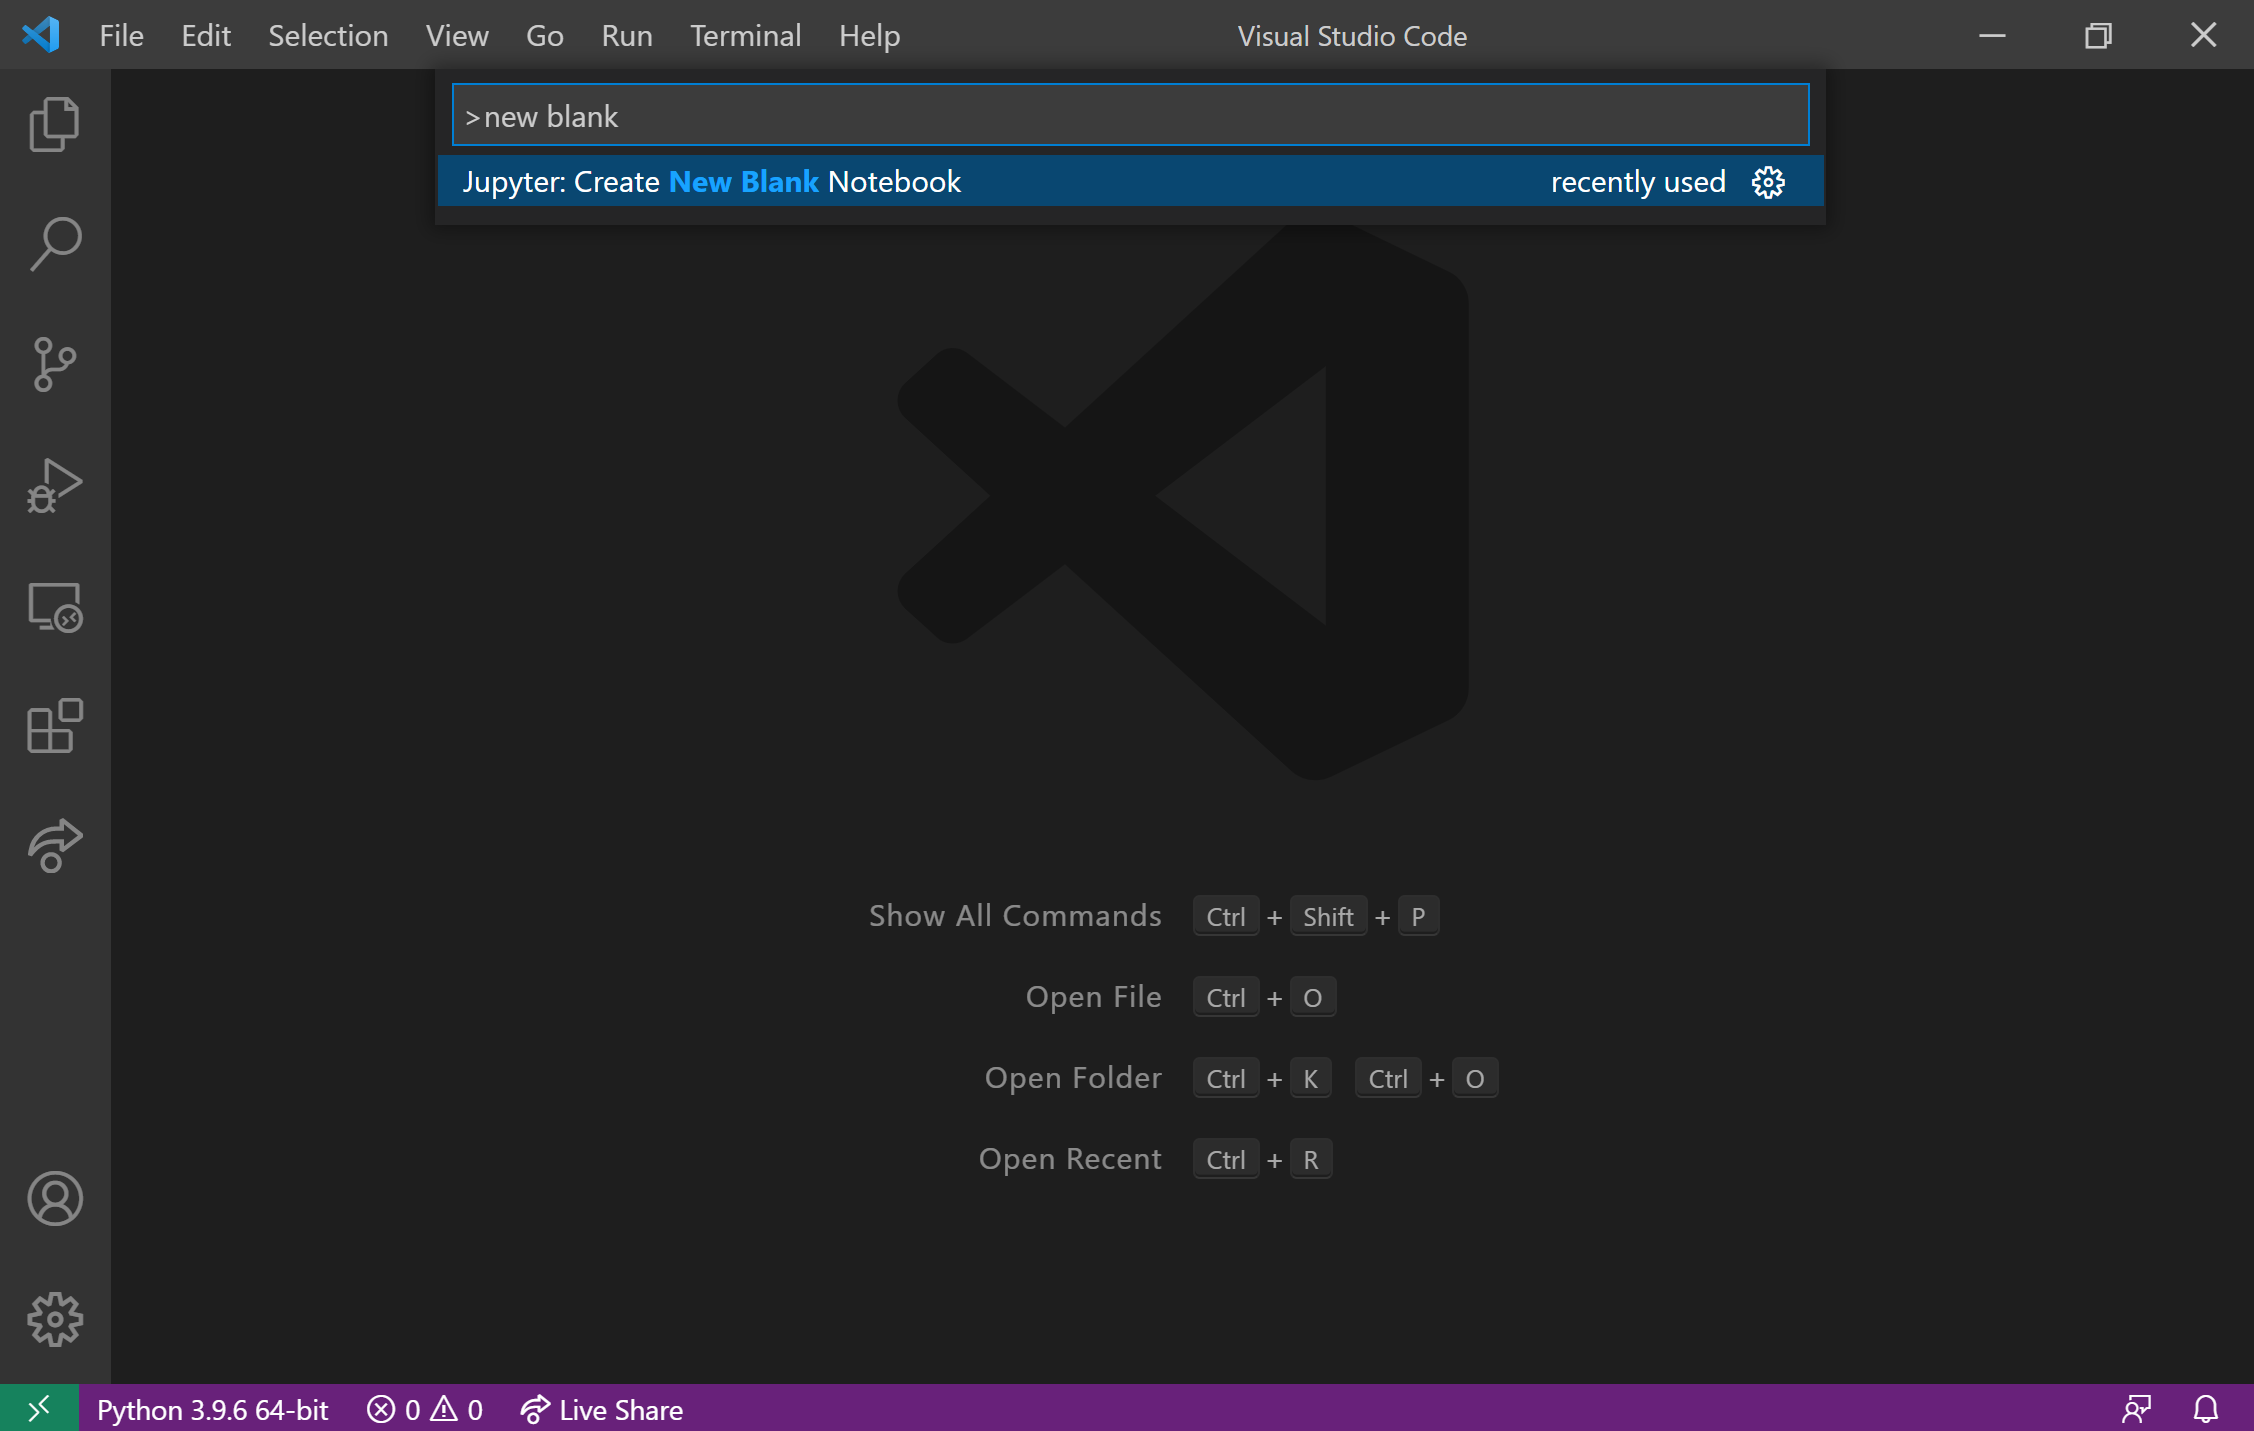 File Edit Selection View Go Run Terminal Help Visual Studio Code
>new blank
Jupyter: Create New Blank Notebook recently used
Show All Commands Ctrl + Shift + P
Open File Ctrl + O
Open Folder Ctrl + K Ctrl + O
Open Recent Ctrl + R
Python 3.9.6 64-bit 0 0 Live Share